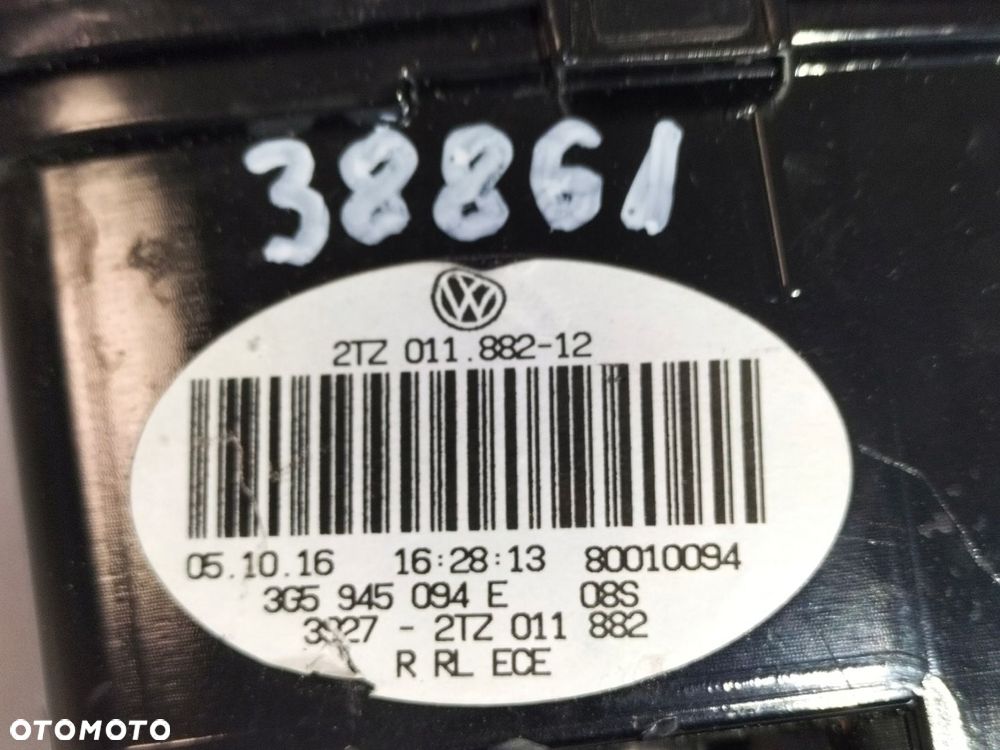 38861
2TZ 011.882-12
05.10.16 16:28:13 80010094
3G5 945 094 E 08S
- 2TZ 011 882
R RL ECE
OTOMOTO